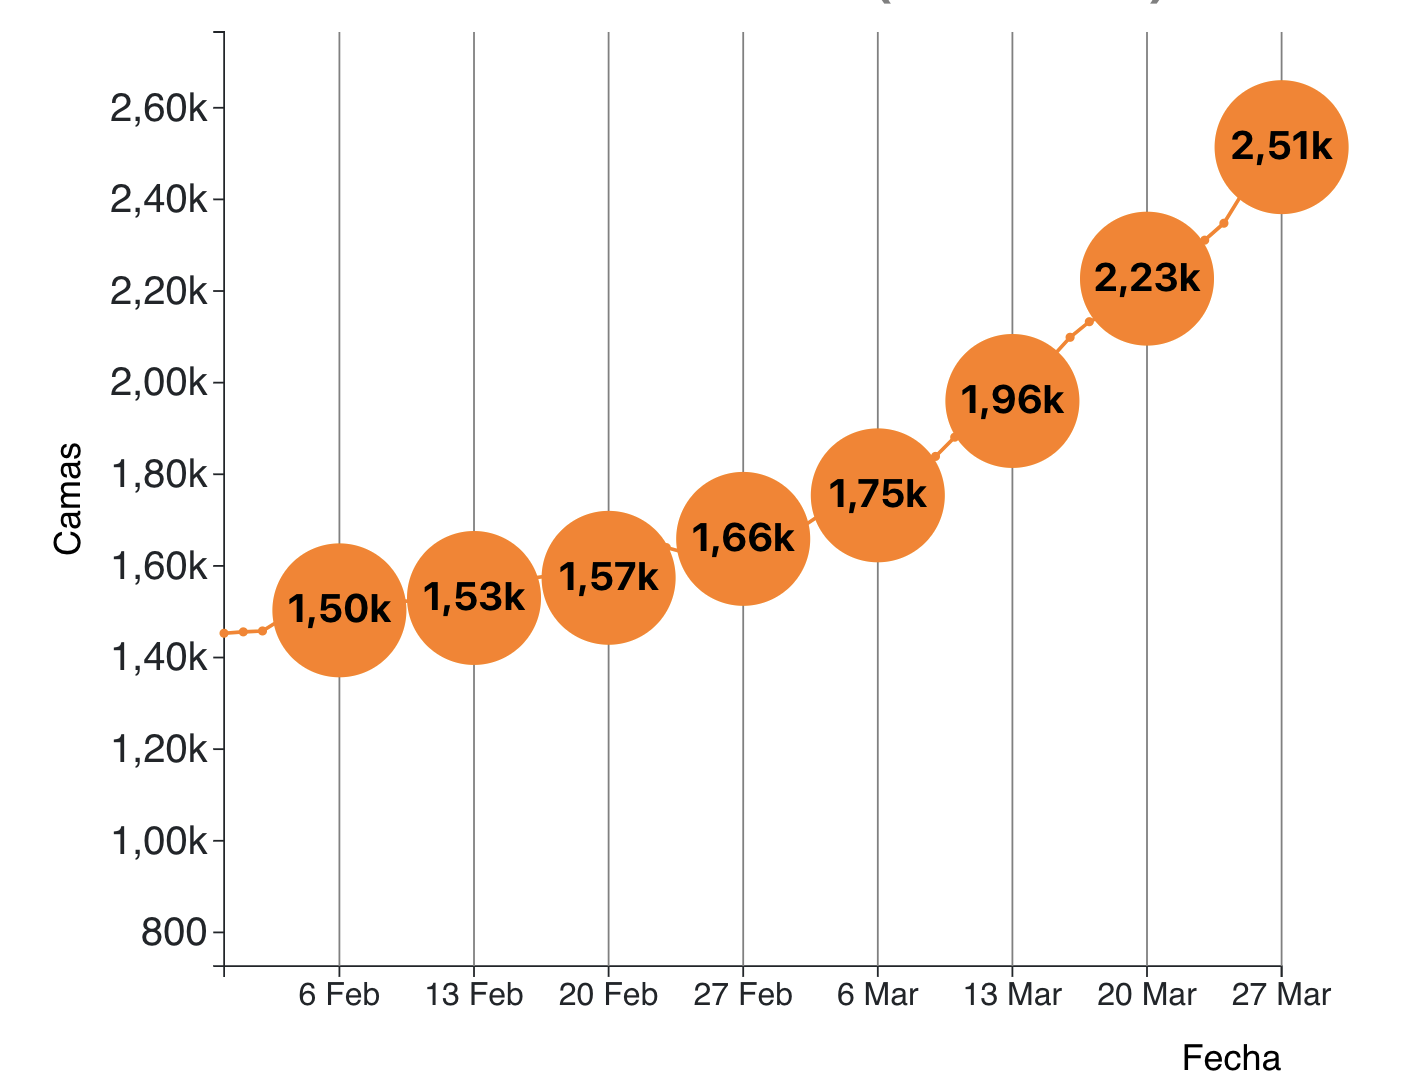 2,60k
2,40k
2,20k
2,00k
1,80k
1,60k
1,40k
1,20k
1,00k
800
Camas
1,50k
1,53k
1,57k
1,66k
1,75k
1,96k
2,23k
2,51k
6 Feb
13 Feb
20 Feb
27 Feb
6 Mar
13 Mar
20 Mar
27 Mar
Fecha